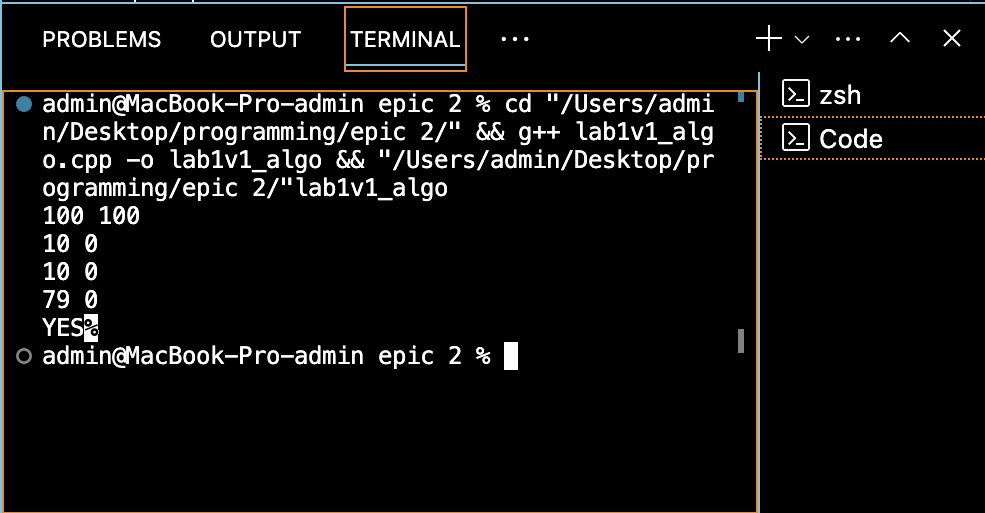 PROBLEMS OUTPUT TERMINAL ...
admin@MacBook-Pro-admin epic 2 % cd "/Users/admi
n/Desktop/programming/epic 2/" && g++ lab1v1_alg
o.cpp -o lab1v1_algo && "/Users/admin/Desktop/pr
ogramming/epic 2/"lab1v1_algo
100 100
10 0
10 0
79 0
YES%
admin@MacBook-Pro-admin epic 2 %
zsh
Code